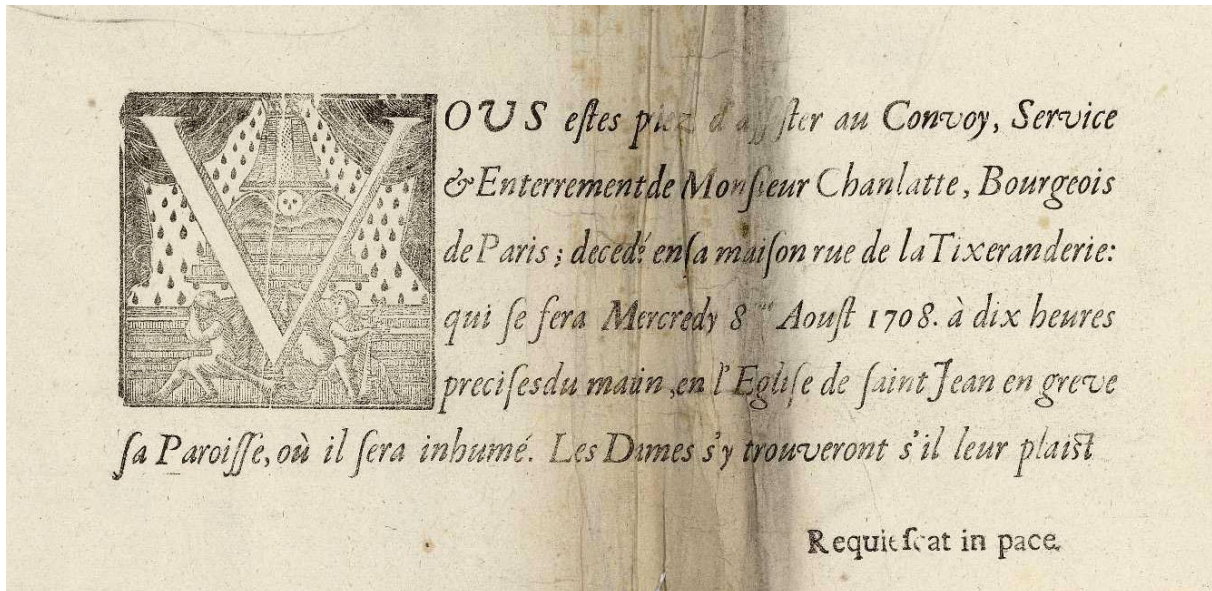 VOUS estes priez d'assister au Convoy, Service
& Enterrement de Monsieur Chanlatte, Bourgeois
de Paris ; decedé en sa maison rue de la Tixeranderie:
qui se fera Mercredy 8me Aoust 1708. à dix heures
precises du matin, en l'Eglise de saint Jean en greve
sa Paroisse, où il sera inhumé. Les Dames s'y trouveront s'il leur plaist
Requiescat in pace.